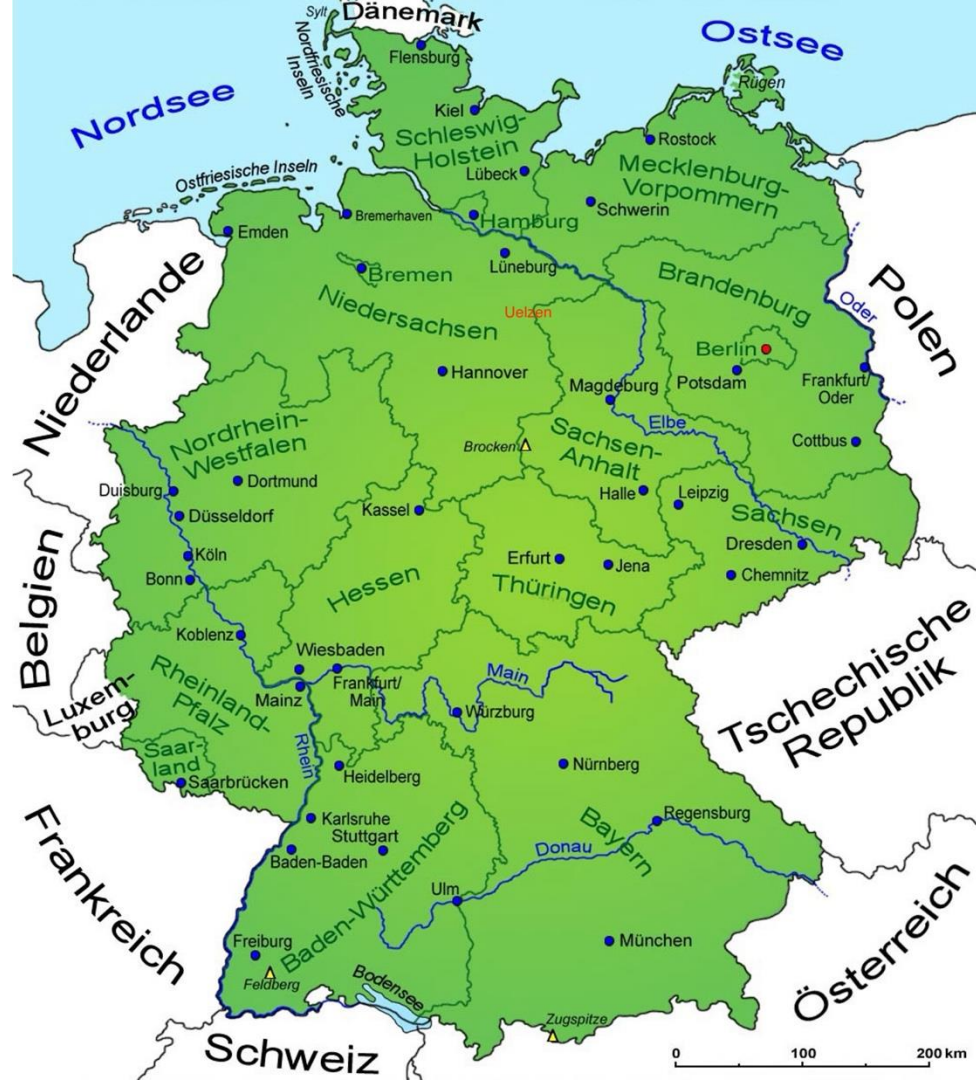 Sylt
Dänemark
Nordfriesische
Inseln
Flensburg
Ostsee
Nordsee
Rügen
Kiel
Schleswig-
Holstein
Rostock
Ostfriesische Inseln
Lübeck
Mecklenburg-
Vorpommern
Schwerin
Bremerhaven
Hamburg
Emden
Lüneburg
Bremen
Niedersachsen
Uelzen
Brandenburg
Oder
Polen
Niederlande
Hannover
Berlin
Potsdam
Frankfurt/
Oder
Magdeburg
Elbe
Nordrhein-
Westfalen
Brocken
Sachsen-
Anhalt
Cottbus
Dortmund
Duisburg
Halle
Leipzig
Düsseldorf
Kassel
Sachsen
Dresden
Köln
Bonn
Erfurt
Jena
Chemnitz
Hessen
Thüringen
Belgien
Koblenz
Wiesbaden
Tschechische
Republik
Luxem-
burg
Rheinland-
Pfalz
Mainz
Frankfurt/
Main
Main
Würzburg
Rhein
Saar-
land
Saarbrücken
Heidelberg
Nürnberg
Frankreich
Karlsruhe
Stuttgart
Baden-Baden
Regensburg
Bayern
Donau
Baden-Württemberg
Ulm
Freiburg
Feldberg
München
Österreich
Bodensee
Zugspitze
Schweiz
0 100 200 km